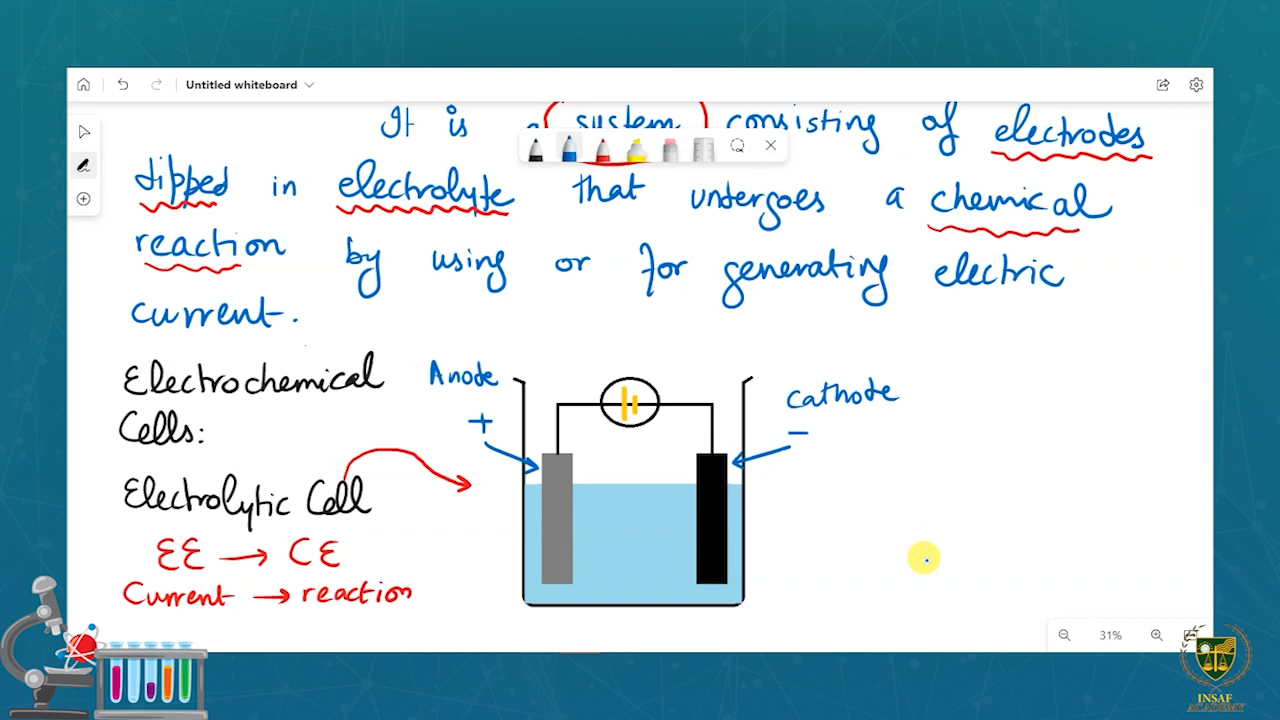 Untitled whiteboard
It is a system consisting of electrodes
dipped in electrolyte that undergoes a chemical
reaction by using or for generating electric
current.
Electrochemical
Cells:
Anode
+
Cathode
−
Electrolytic Cell
EE → CE
Current → reaction
31%
INSAF
ACADEMY